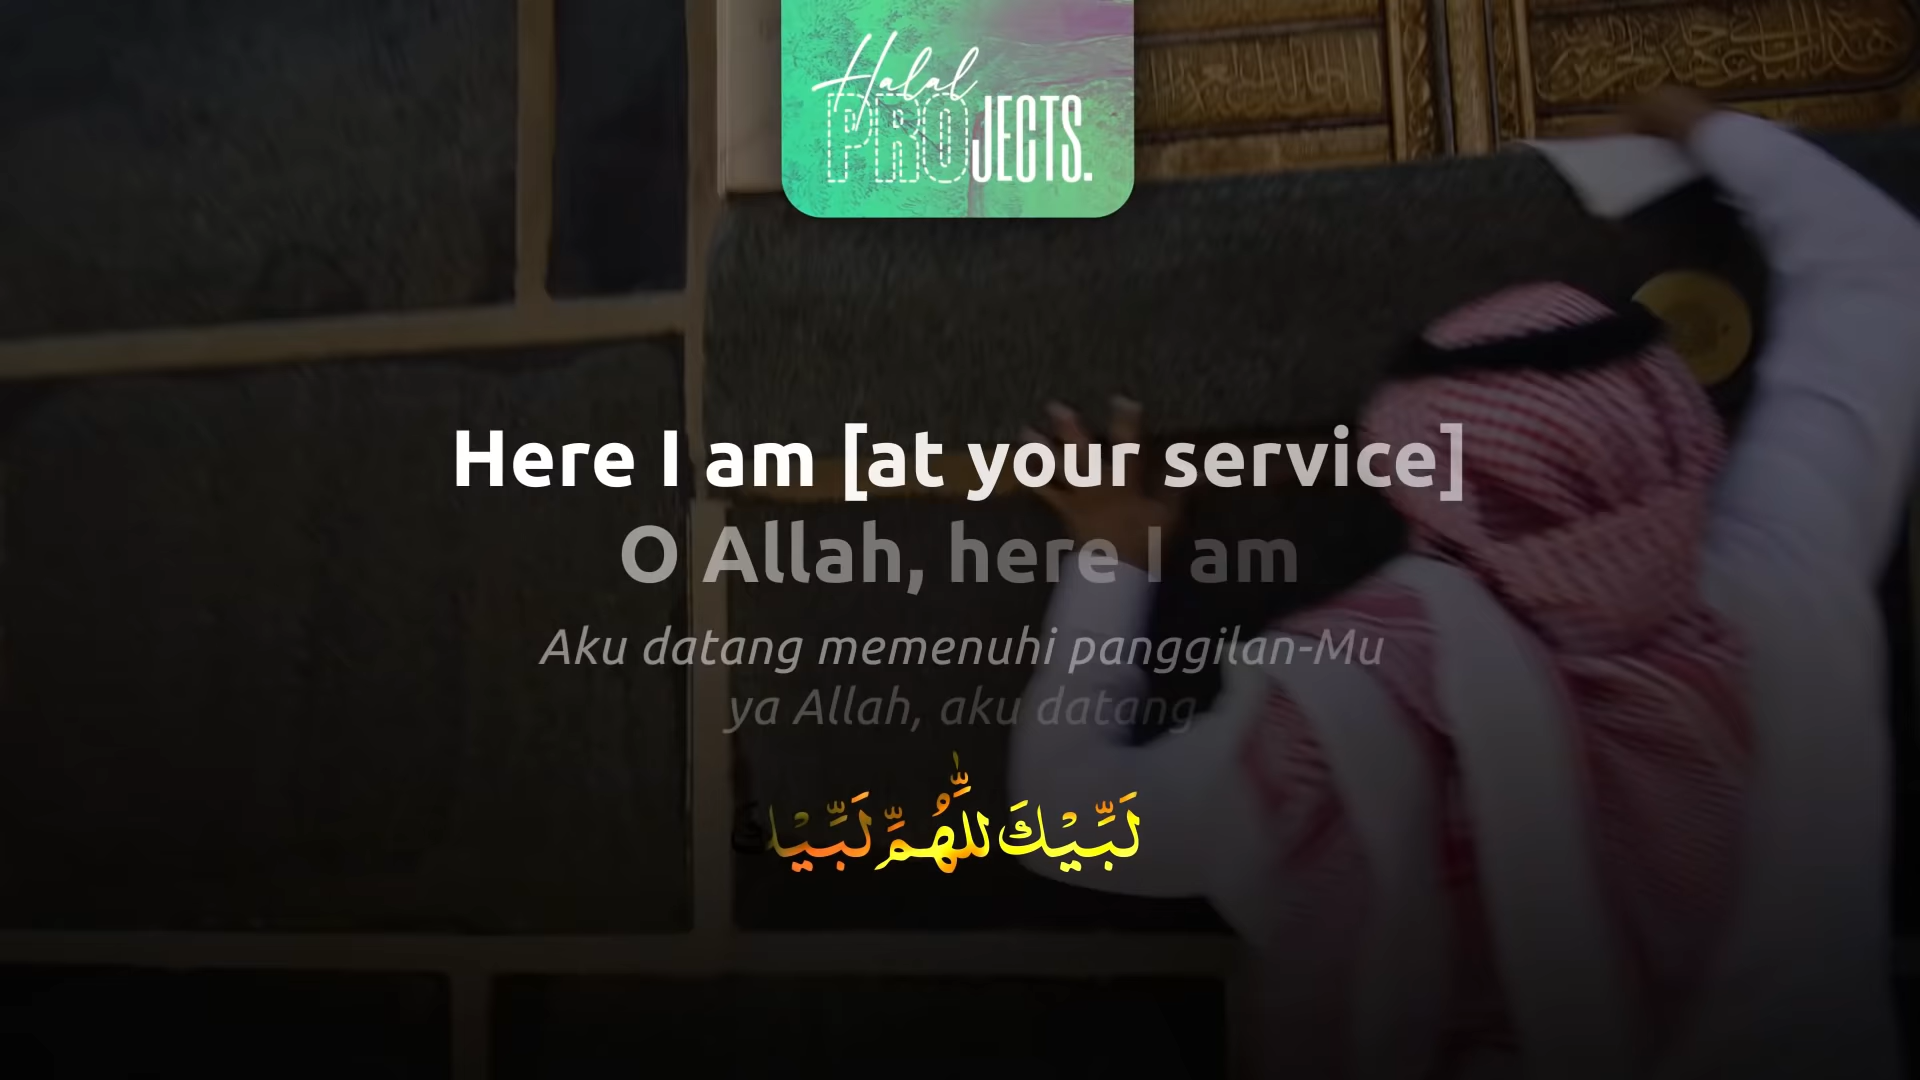 Halal
PROJECTS.
Here I am [at your service]
O Allah, here I am
Aku datang memenuhi panggilan-Mu
ya Allah, aku datang
لَبَّيْكَ اللّٰهُمَّ لَبَّيْكَ